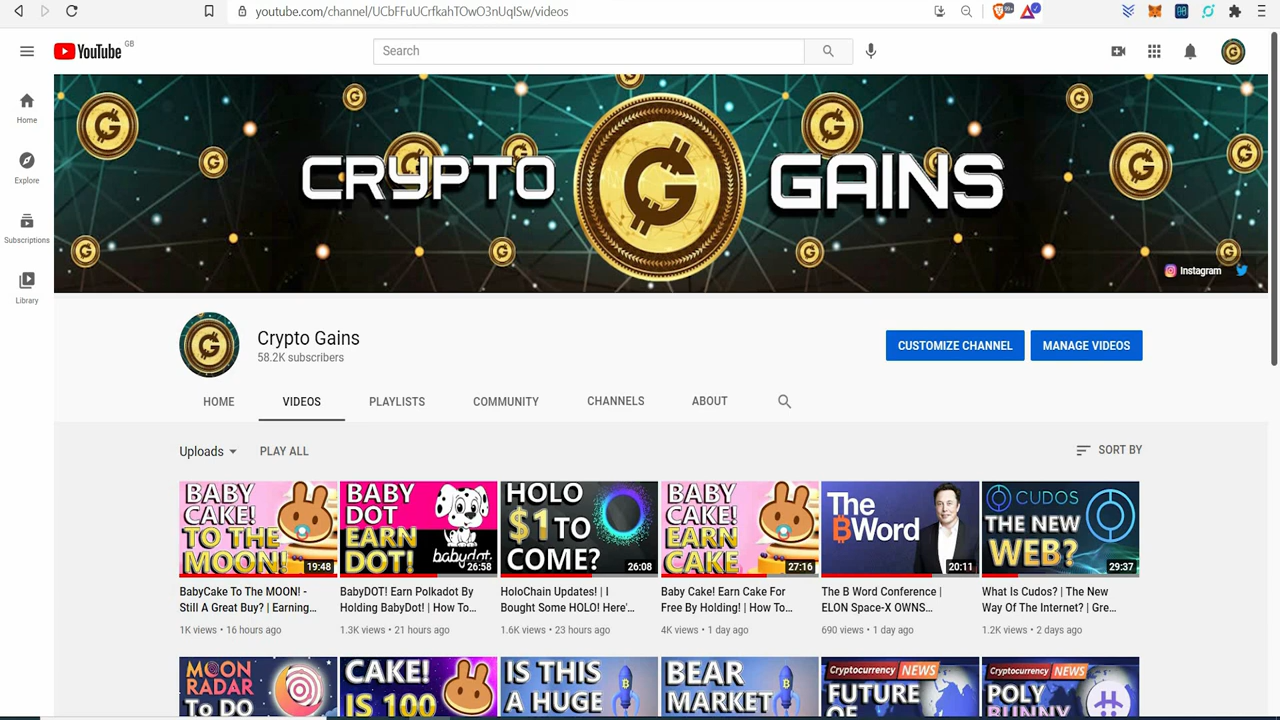 youtube.com/channel/UCbFFuUCrfkahTOwO3nUqISw/videos
99+
YouTube GB
Search
Home
Explore
Subscriptions
Library
CRYPTO G GAINS
Instagram
Crypto Gains
58.2K subscribers
CUSTOMIZE CHANNEL
MANAGE VIDEOS
HOME
VIDEOS
PLAYLISTS
COMMUNITY
CHANNELS
ABOUT
Uploads
PLAY ALL
SORT BY
BABY
CAKE!
TO THE
MOON!
19:48
BabyCake To The MOON! -
Still A Great Buy? | Earning...
1K views • 16 hours ago
BABY
DOT
EARN
DOT!
babydot.
26:58
BabyDOT! Earn Polkadot By
Holding BabyDot! | How To...
1.3K views • 21 hours ago
HOLO
$1 TO
COME?
26:08
HoloChain Updates! | I
Bought Some HOLO! Here'...
1.6K views • 23 hours ago
BABY
CAKE!
EARN
CAKE
27:16
Baby Cake! Earn Cake For
Free By Holding! | How To...
4K views • 1 day ago
The
BWord
20:11
The B Word Conference |
ELON Space-X OWNS...
690 views • 1 day ago
CUDOS
THE NEW
WEB?
29:37
What Is Cudos? | The New
Way Of The Internet? | Gre...
1.2K views • 2 days ago
MOON
RADAR
To DO
CAKE!
IS 100
IS THIS
A HUGE
BEAR
MARKET
Cryptocurrency NEWS
FUTURE
OF
Cryptocurrency NEWS
POLY
BUNNY